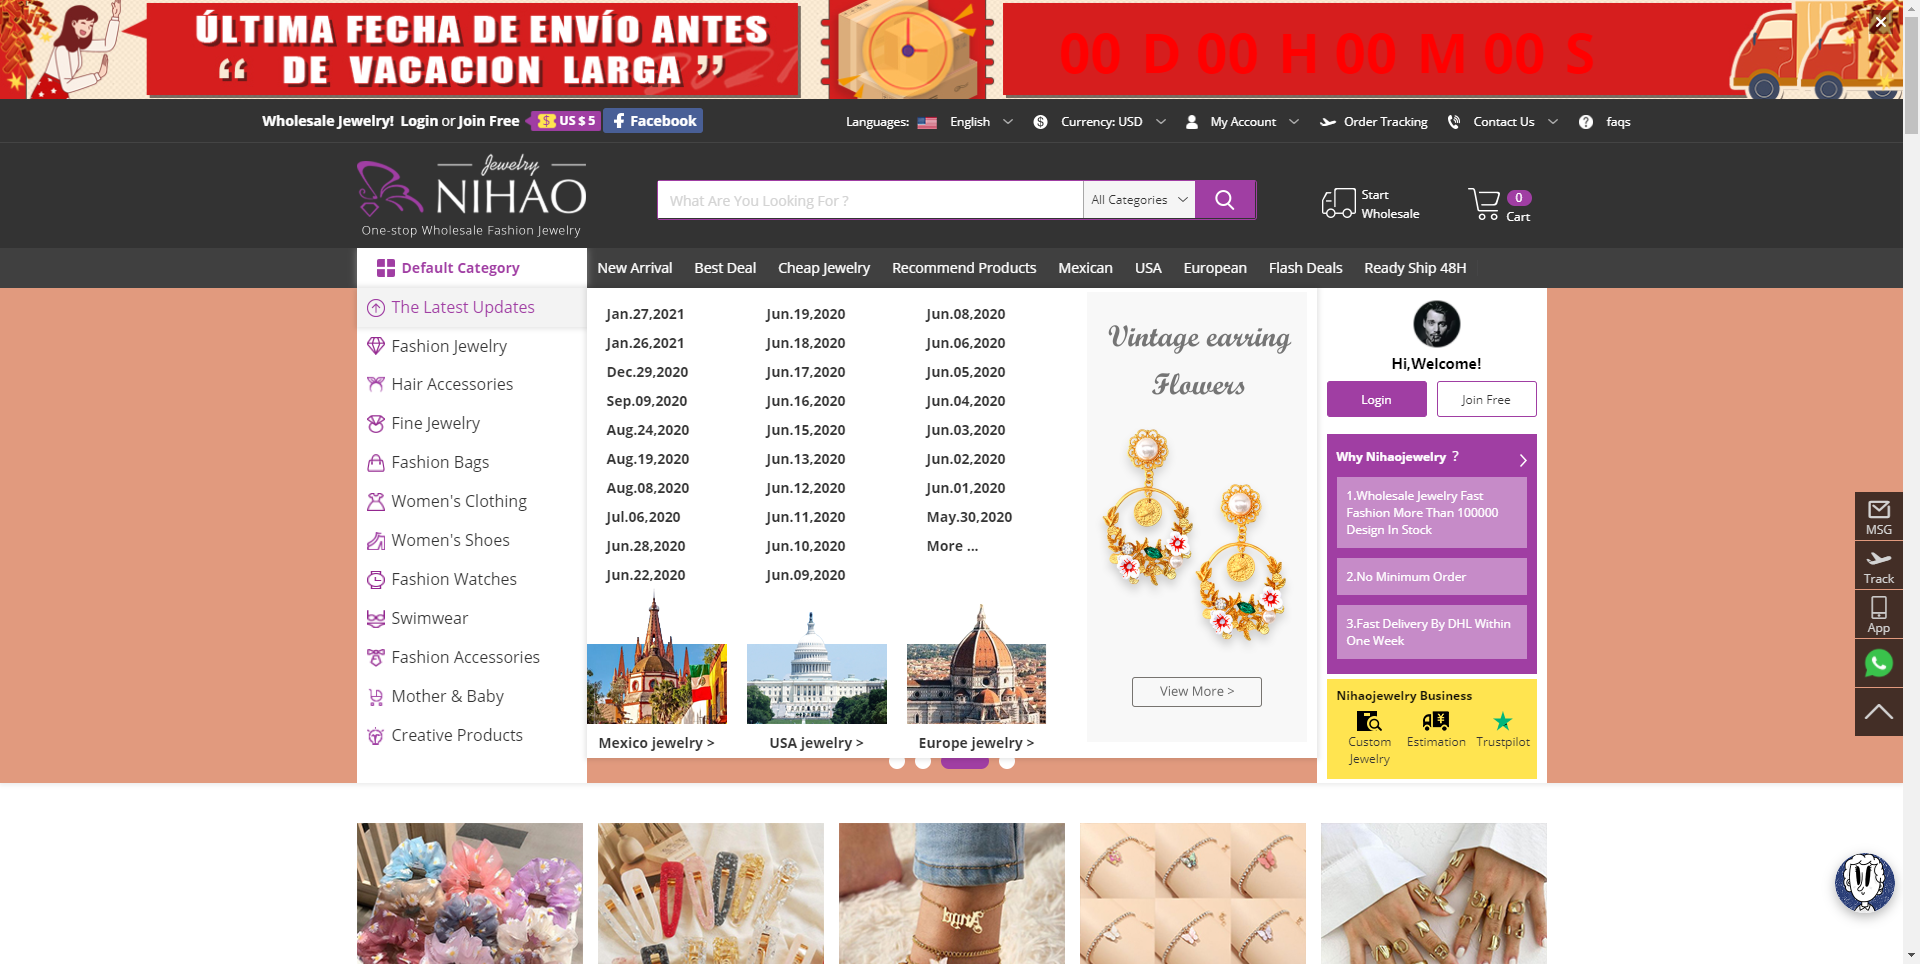 ÚLTIMA FECHA DE ENVÍO ANTES
“ DE VACACION LARGA ”
2021
00 D 00 H 00 M 00 S
Wholesale Jewelry! Login or Join Free US $ 5 Facebook
Languages: English Currency: USD My Account Order Tracking Contact Us faqs
Jewelry
NIHAO
One-stop Wholesale Fashion Jewelry
What Are You Looking For ? All Categories
Start
Wholesale
0
Cart
Default Category New Arrival Best Deal Cheap Jewelry Recommend Products Mexican USA European Flash Deals Ready Ship 48H
The Latest Updates
Fashion Jewelry
Hair Accessories
Fine Jewelry
Fashion Bags
Women's Clothing
Women's Shoes
Fashion Watches
Swimwear
Fashion Accessories
Mother & Baby
Creative Products
Jan.27,2021
Jan.26,2021
Dec.29,2020
Sep.09,2020
Aug.24,2020
Aug.19,2020
Aug.08,2020
Jul.06,2020
Jun.28,2020
Jun.22,2020
Jun.19,2020
Jun.18,2020
Jun.17,2020
Jun.16,2020
Jun.15,2020
Jun.13,2020
Jun.12,2020
Jun.11,2020
Jun.10,2020
Jun.09,2020
Jun.08,2020
Jun.06,2020
Jun.05,2020
Jun.04,2020
Jun.03,2020
Jun.02,2020
Jun.01,2020
May.30,2020
More ...
Mexico jewelry >
USA jewelry >
Europe jewelry >
Vintage earring
Flowers
View More >
Hi,Welcome!
Login Join Free
Why Nihaojewelry ?
1.Wholesale Jewelry Fast
Fashion More Than 100000
Design In Stock
2.No Minimum Order
3.Fast Delivery By DHL Within
One Week
Nihaojewelry Business
Custom
Jewelry
Estimation
Trustpilot
MSG
Track
App